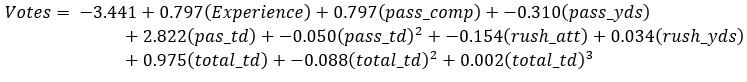 Votes = −3.441 + 0.797(Experience) + 0.797(pass_comp) + −0.310(pass_yds)
+ 2.822(pas_td) + −0.050(pass_td)² + −0.154(rush_att) + 0.034(rush_yds)
+ 0.975(total_td) + −0.088(total_td)² + 0.002(total_td)³